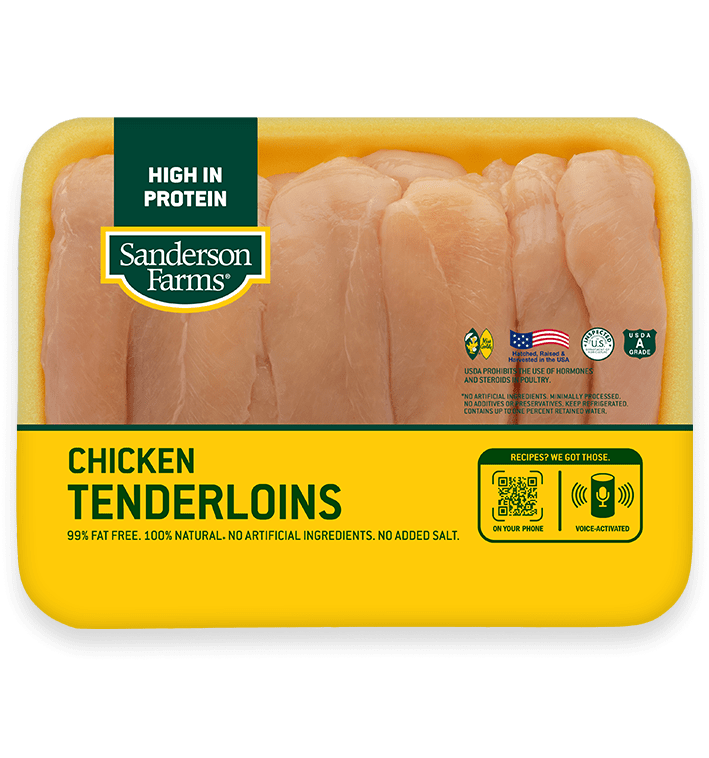 HIGH IN
PROTEIN
Sanderson
Farms®
Hatched, Raised &
Harvested in the USA
INSPECTED
U.S.
USDA
A
GRADE
USDA PROHIBITS THE USE OF HORMONES
AND STEROIDS IN POULTRY.
*NO ARTIFICIAL INGREDIENTS. MINIMALLY PROCESSED.
NO ADDITIVES OR PRESERVATIVES. KEEP REFRIGERATED.
CONTAINS UP TO ONE PERCENT RETAINED WATER.
CHICKEN
TENDERLOINS
99% FAT FREE. 100% NATURAL* NO ARTIFICIAL INGREDIENTS. NO ADDED SALT.
RECIPES? WE GOT THOSE.
ON YOUR PHONE
VOICE-ACTIVATED